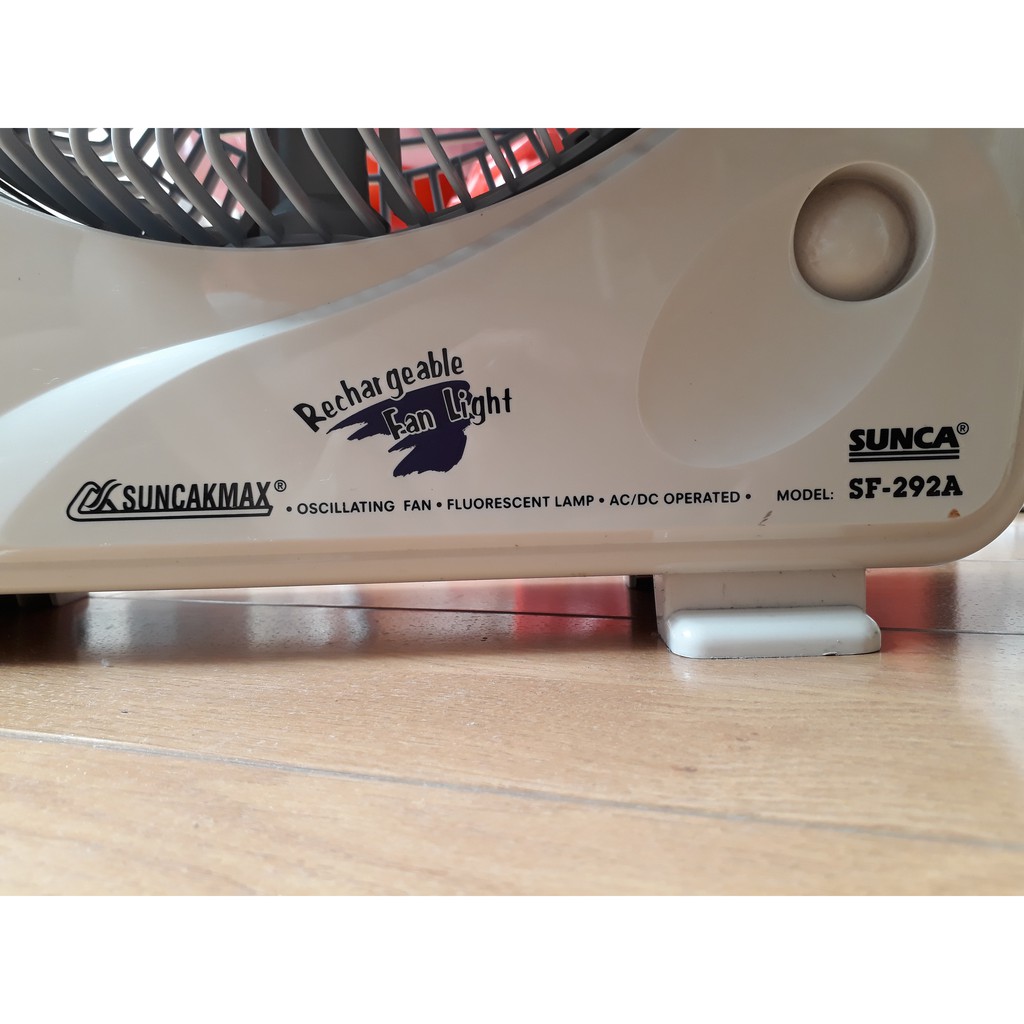 Rechargeable
Fan Light
SUNCA®
SUNCAKMAX® • OSCILLATING FAN • FLUORESCENT LAMP • AC/DC OPERATED • MODEL: SF-292A